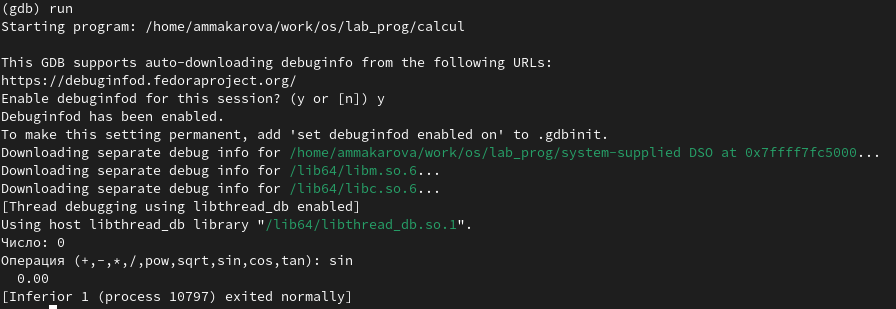 (gdb) run
Starting program: /home/ammakarova/work/os/lab_prog/calcul
This GDB supports auto-downloading debuginfo from the following URLs:
https://debuginfod.fedoraproject.org/
Enable debuginfod for this session? (y or [n]) y
Debuginfod has been enabled.
To make this setting permanent, add 'set debuginfod enabled on' to .gdbinit.
Downloading separate debug info for /home/ammakarova/work/os/lab_prog/system-supplied DSO at 0x7ffff7fc5000...
Downloading separate debug info for /lib64/libm.so.6...
Downloading separate debug info for /lib64/libc.so.6...
[Thread debugging using libthread_db enabled]
Using host libthread_db library "/lib64/libthread_db.so.1".
Число: 0
Операция (+,-,*,/,pow,sqrt,sin,cos,tan): sin
  0.00
[Inferior 1 (process 10797) exited normally]